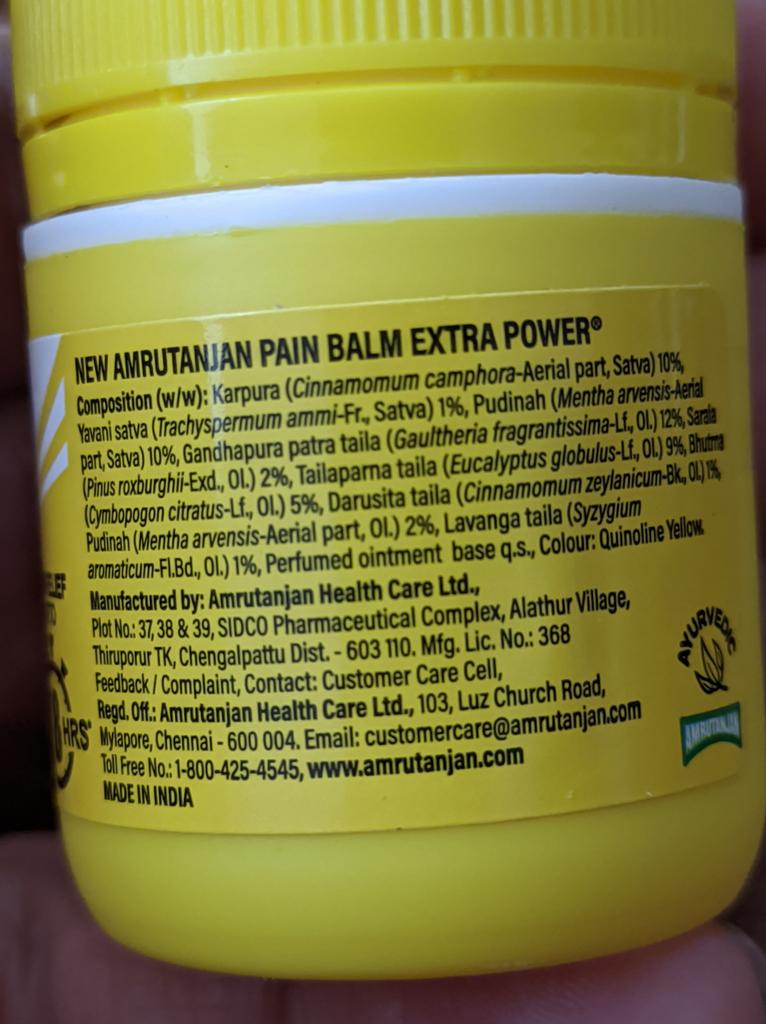 NEW AMRUTANJAN PAIN BALM EXTRA POWER®
Composition (w/w): Karpura (Cinnamomum camphora-Aerial part, Satva) 10%,
Yavani satva (Trachyspermum ammi-Fr., Satva) 1%, Pudinah (Mentha arvensis-Aerial
part, Satva) 10%, Gandhapura patra taila (Gaultheria fragrantissima-Lf., Ol.) 12%, Sarala
(Pinus roxburghii-Exd., Ol.) 2%, Tailaparna taila (Eucalyptus globulus-Lf., Ol.) 9%, Bhutrna
(Cymbopogon citratus-Lf., Ol.) 5%, Darusita taila (Cinnamomum zeylanicum-Bk., Ol.) 1%,
Pudinah (Mentha arvensis-Aerial part, Ol.) 2%, Lavanga taila (Syzygium
aromaticum-Fl.Bd., Ol.) 1%, Perfumed ointment base q.s., Colour: Quinoline Yellow.
Manufactured by: Amrutanjan Health Care Ltd.,
Plot No.: 37, 38 & 39, SIDCO Pharmaceutical Complex, Alathur Village,
Thiruporur TK, Chengalpattu Dist. - 603 110. Mfg. Lic. No.: 368
Feedback / Complaint, Contact: Customer Care Cell,
Regd. Off.: Amrutanjan Health Care Ltd., 103, Luz Church Road,
Mylapore, Chennai - 600 004. Email: customercare@amrutanjan.com
Toll Free No.: 1-800-425-4545, www.amrutanjan.com
MADE IN INDIA
HRS*
AYURVEDIC
AMRUTANJAN